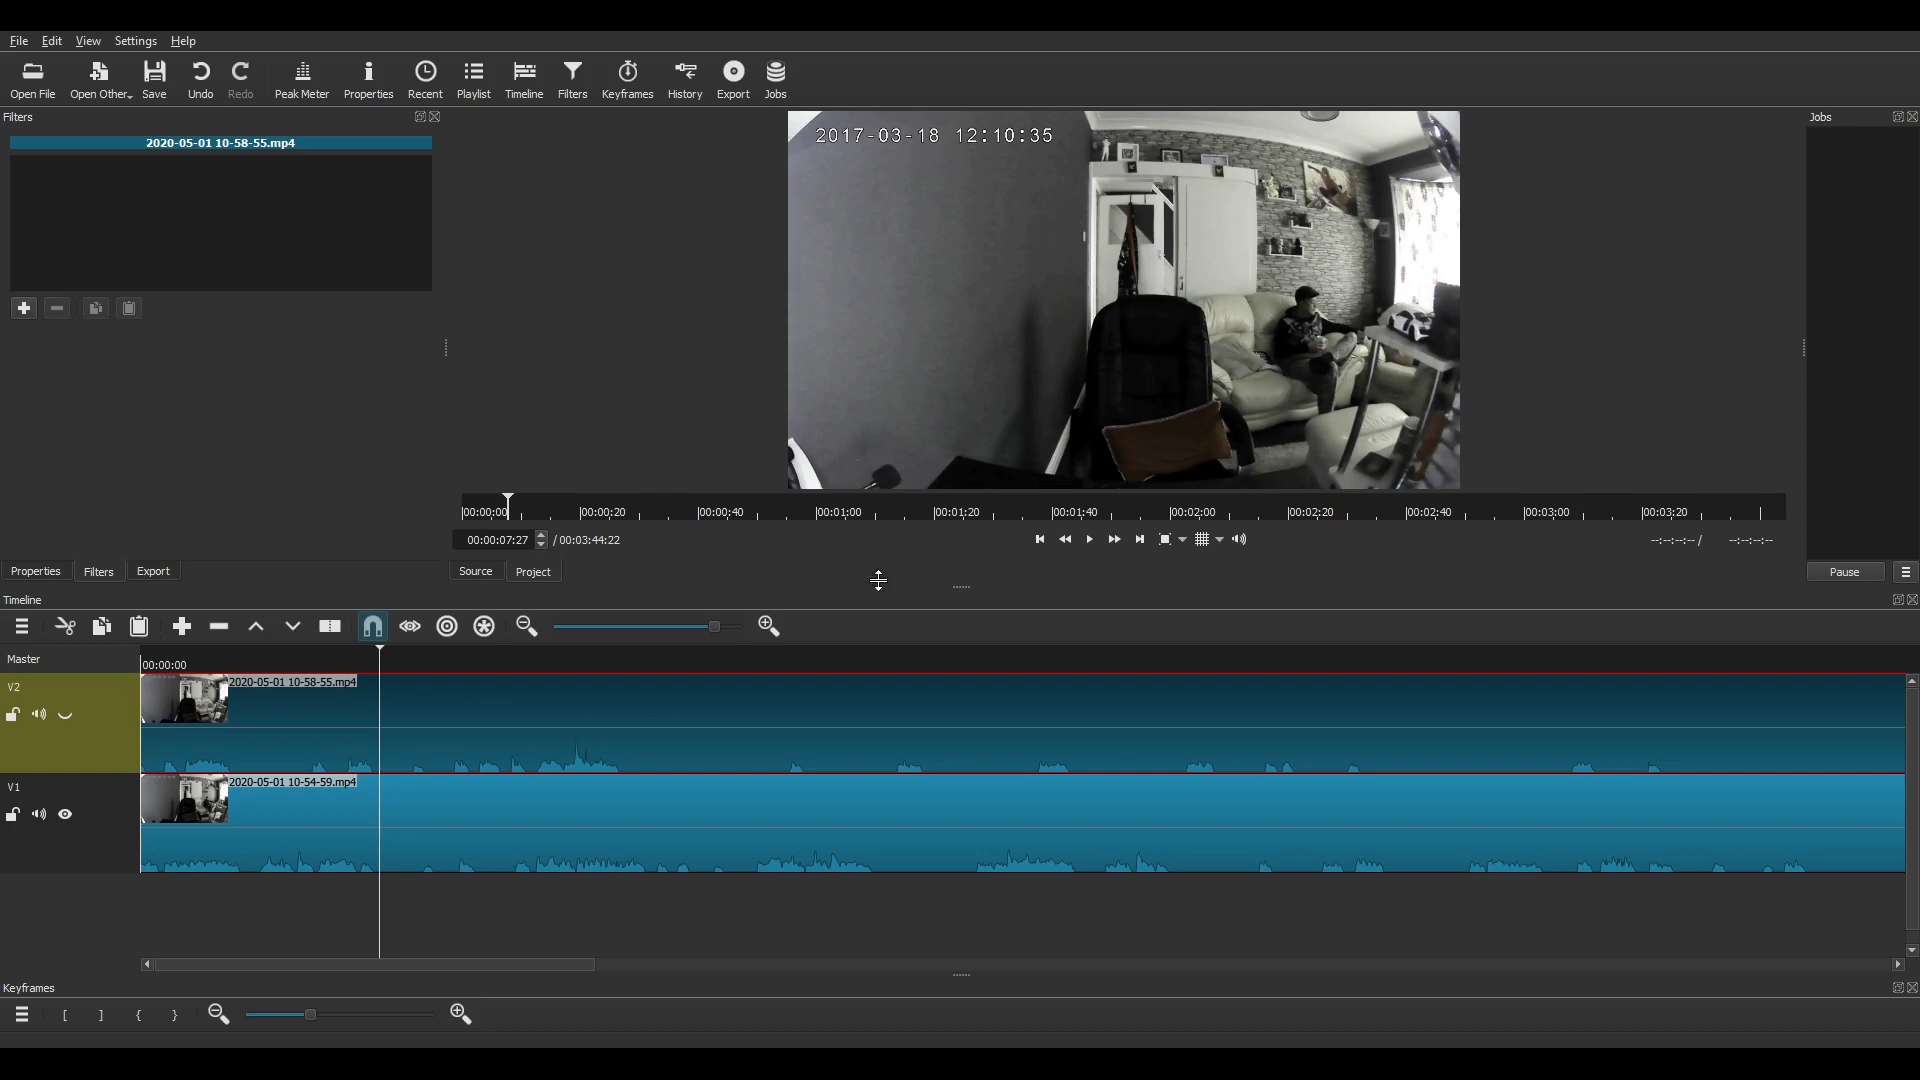 File Edit View Settings Help
Open File Open Other Save Undo Redo Peak Meter Properties Recent Playlist Timeline Filters Keyframes History Export Jobs
Filters
2020-05-01 10-58-55.mp4
2017-03-18 12:10:35
Jobs
00:00:00 00:00:20 00:00:40 00:01:00 00:01:20 00:01:40 00:02:00 00:02:20 00:02:40 00:03:00 00:03:20
00:00:07:27 / 00:03:44:22 --:--:--:-- / --:--:--:--
Properties Filters Export Source Project Pause
Timeline
Master 00:00:00
V2 2020-05-01 10-58-55.mp4
V1 2020-05-01 10-54-59.mp4
Keyframes
[ ] { }